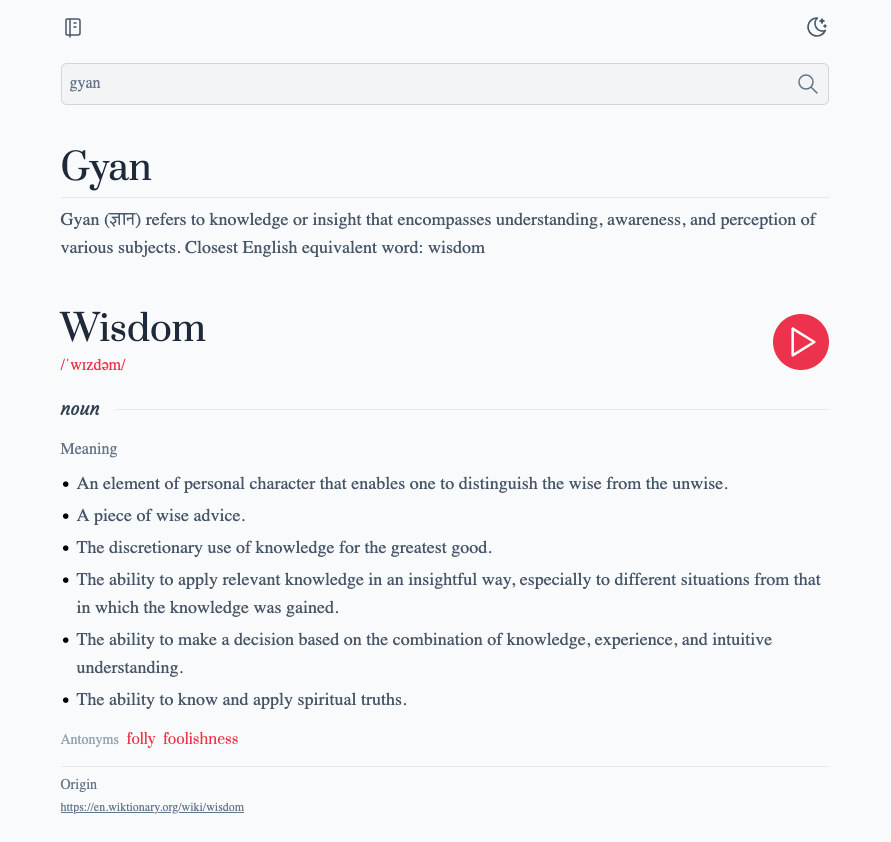 gyan
Gyan
Gyan (ज्ञान) refers to knowledge or insight that encompasses understanding, awareness, and perception of
various subjects. Closest English equivalent word: wisdom
Wisdom
/ˈwɪzdəm/
noun
Meaning
• An element of personal character that enables one to distinguish the wise from the unwise.
• A piece of wise advice.
• The discretionary use of knowledge for the greatest good.
• The ability to apply relevant knowledge in an insightful way, especially to different situations from that
in which the knowledge was gained.
• The ability to make a decision based on the combination of knowledge, experience, and intuitive
understanding.
• The ability to know and apply spiritual truths.
Antonyms folly foolishness
Origin
https://en.wiktionary.org/wiki/wisdom